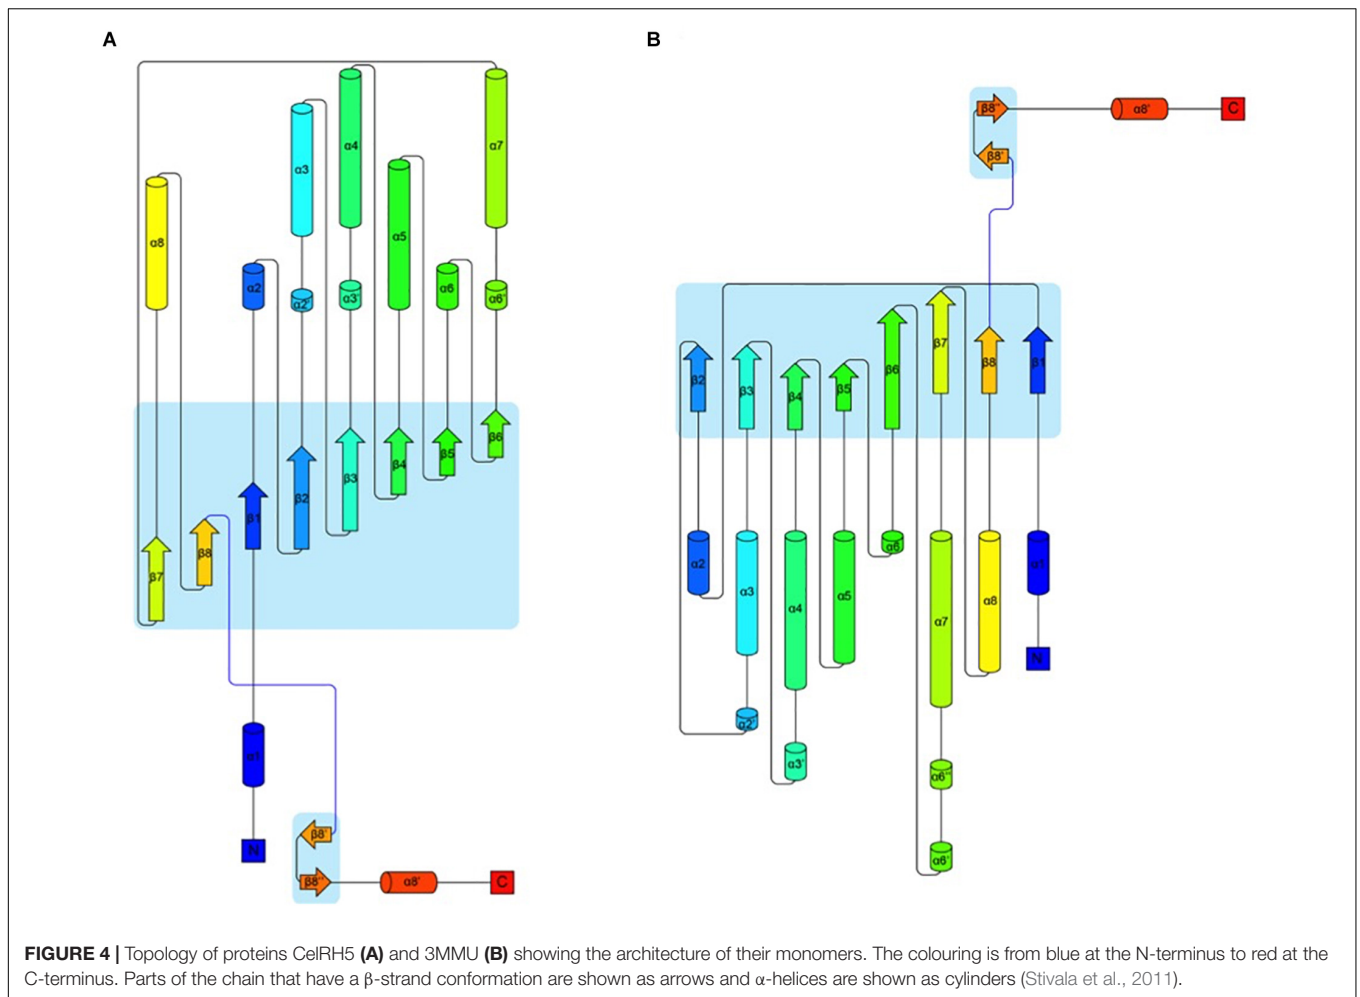 A
B
β8''
α8'
C
β8'
α7
α4
α3
α5
α8
α2
α2'
α3'
α6
α6'
β2
β3
β4
β5
β6
β7
β8
β1
β6
β5
β4
β3
β2
β1
β8
β7
α2
α3
α4
α5
α6
α7
α8
α1
N
α2'
α3'
α6''
α6'
α1
N
β8'
β8''
α8'
C
FIGURE 4 | Topology of proteins CelRH5 (A) and 3MMU (B) showing the architecture of their monomers. The colouring is from blue at the N-terminus to red at the
C-terminus. Parts of the chain that have a β-strand conformation are shown as arrows and α-helices are shown as cylinders (Stivala et al., 2011).